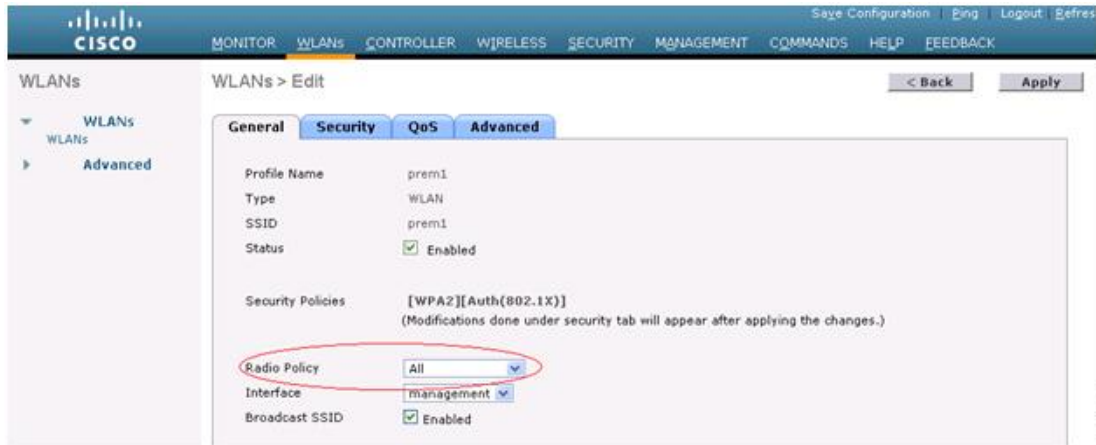 Save Configuration Ping Logout Refres
CISCO MONITOR WLANs CONTROLLER WIRELESS SECURITY MANAGEMENT COMMANDS HELP FEEDBACK
WLANs
WLANs
WLANs
Advanced
WLANs > Edit
< Back Apply
General Security QoS Advanced
Profile Name prem1
Type WLAN
SSID prem1
Status Enabled
Security Policies [WPA2][Auth(802.1X)]
(Modifications done under security tab will appear after applying the changes.)
Radio Policy All
Interface management
Broadcast SSID Enabled